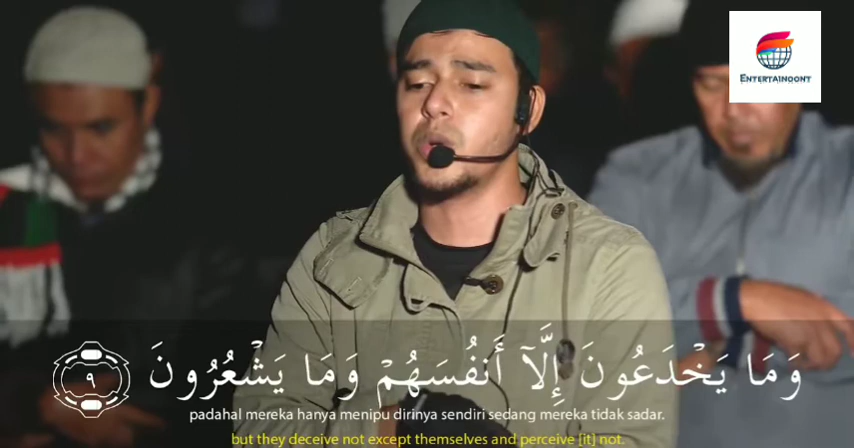 ENTERTAINOONT
وَمَا يَخْدَعُونَ إِلَّآ أَنفُسَهُمْ وَمَا يَشْعُرُونَ ٩
padahal mereka hanya menipu dirinya sendiri sedang mereka tidak sadar.
but they deceive not except themselves and perceive [it] not.